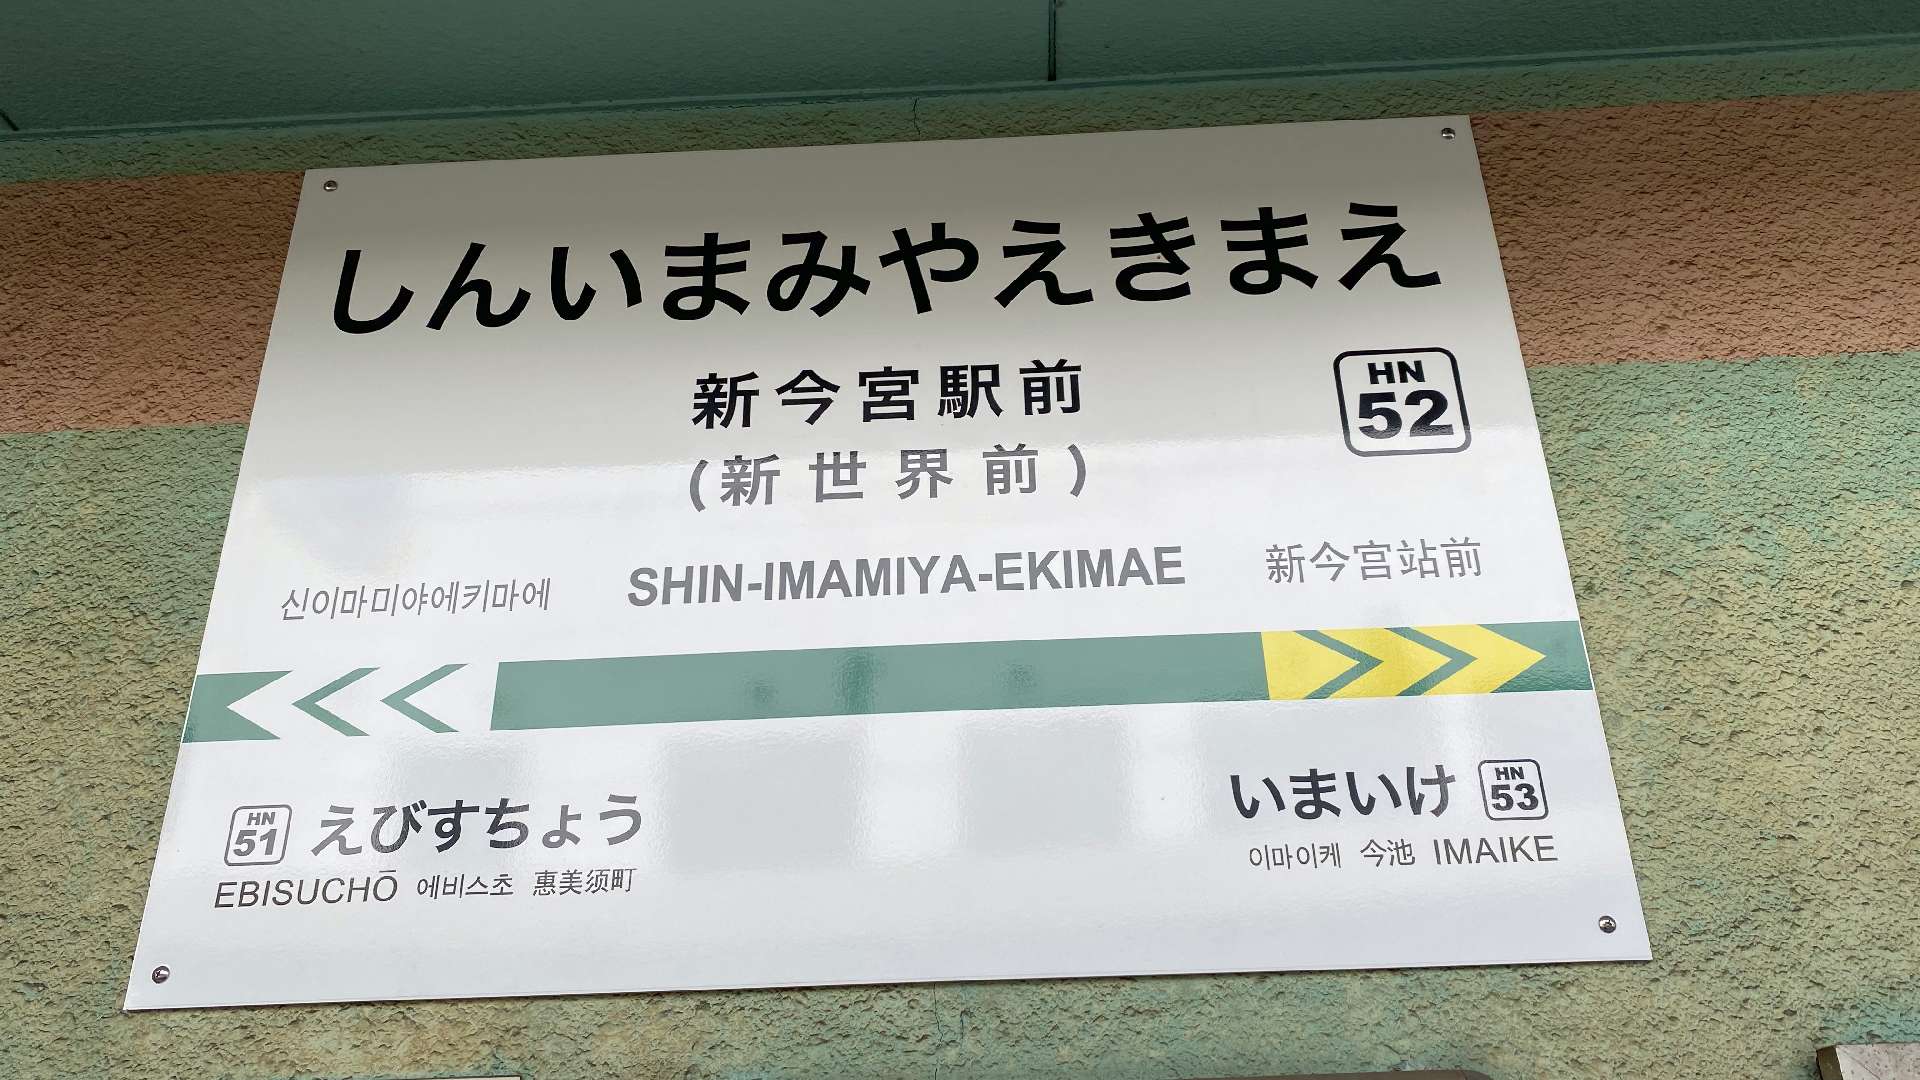 しんいまみやえきまえ
新今宮駅前
HN
52
(新世界前)
신이마미야에키마에 SHIN-IMAMIYA-EKIMAE 新今宫站前
HN
51 えびすちょう
EBISUCHŌ 에비스초 惠美须町
いまいけ HN
53
이마이케 今池 IMAIKE